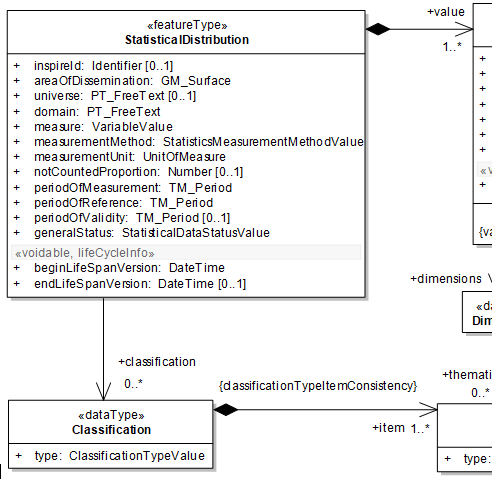 «featureType»
StatisticalDistribution
+ inspireId: Identifier [0..1]
+ areaOfDissemination: GM_Surface
+ universe: PT_FreeText [0..1]
+ domain: PT_FreeText
+ measure: VariableValue
+ measurementMethod: StatisticsMeasurementMethodValue
+ measurementUnit: UnitOfMeasure
+ notCountedProportion: Number [0..1]
+ periodOfMeasurement: TM_Period
+ periodOfReference: TM_Period
+ periodOfValidity: TM_Period [0..1]
+ generalStatus: StatisticalDataStatusValue
«voidable, lifeCycleInfo»
+ beginLifeSpanVersion: DateTime
+ endLifeSpanVersion: DateTime [0..1]
+value
1..*
+
+
+
+
+
+
+
«v
+
{va
+dimensions
«da
Dim
+classification
0..*
{classificationTypeItemConsistency}
+themati
0..*
«dataType»
Classification
+ type: ClassificationTypeValue
+item 1..*
+ type: